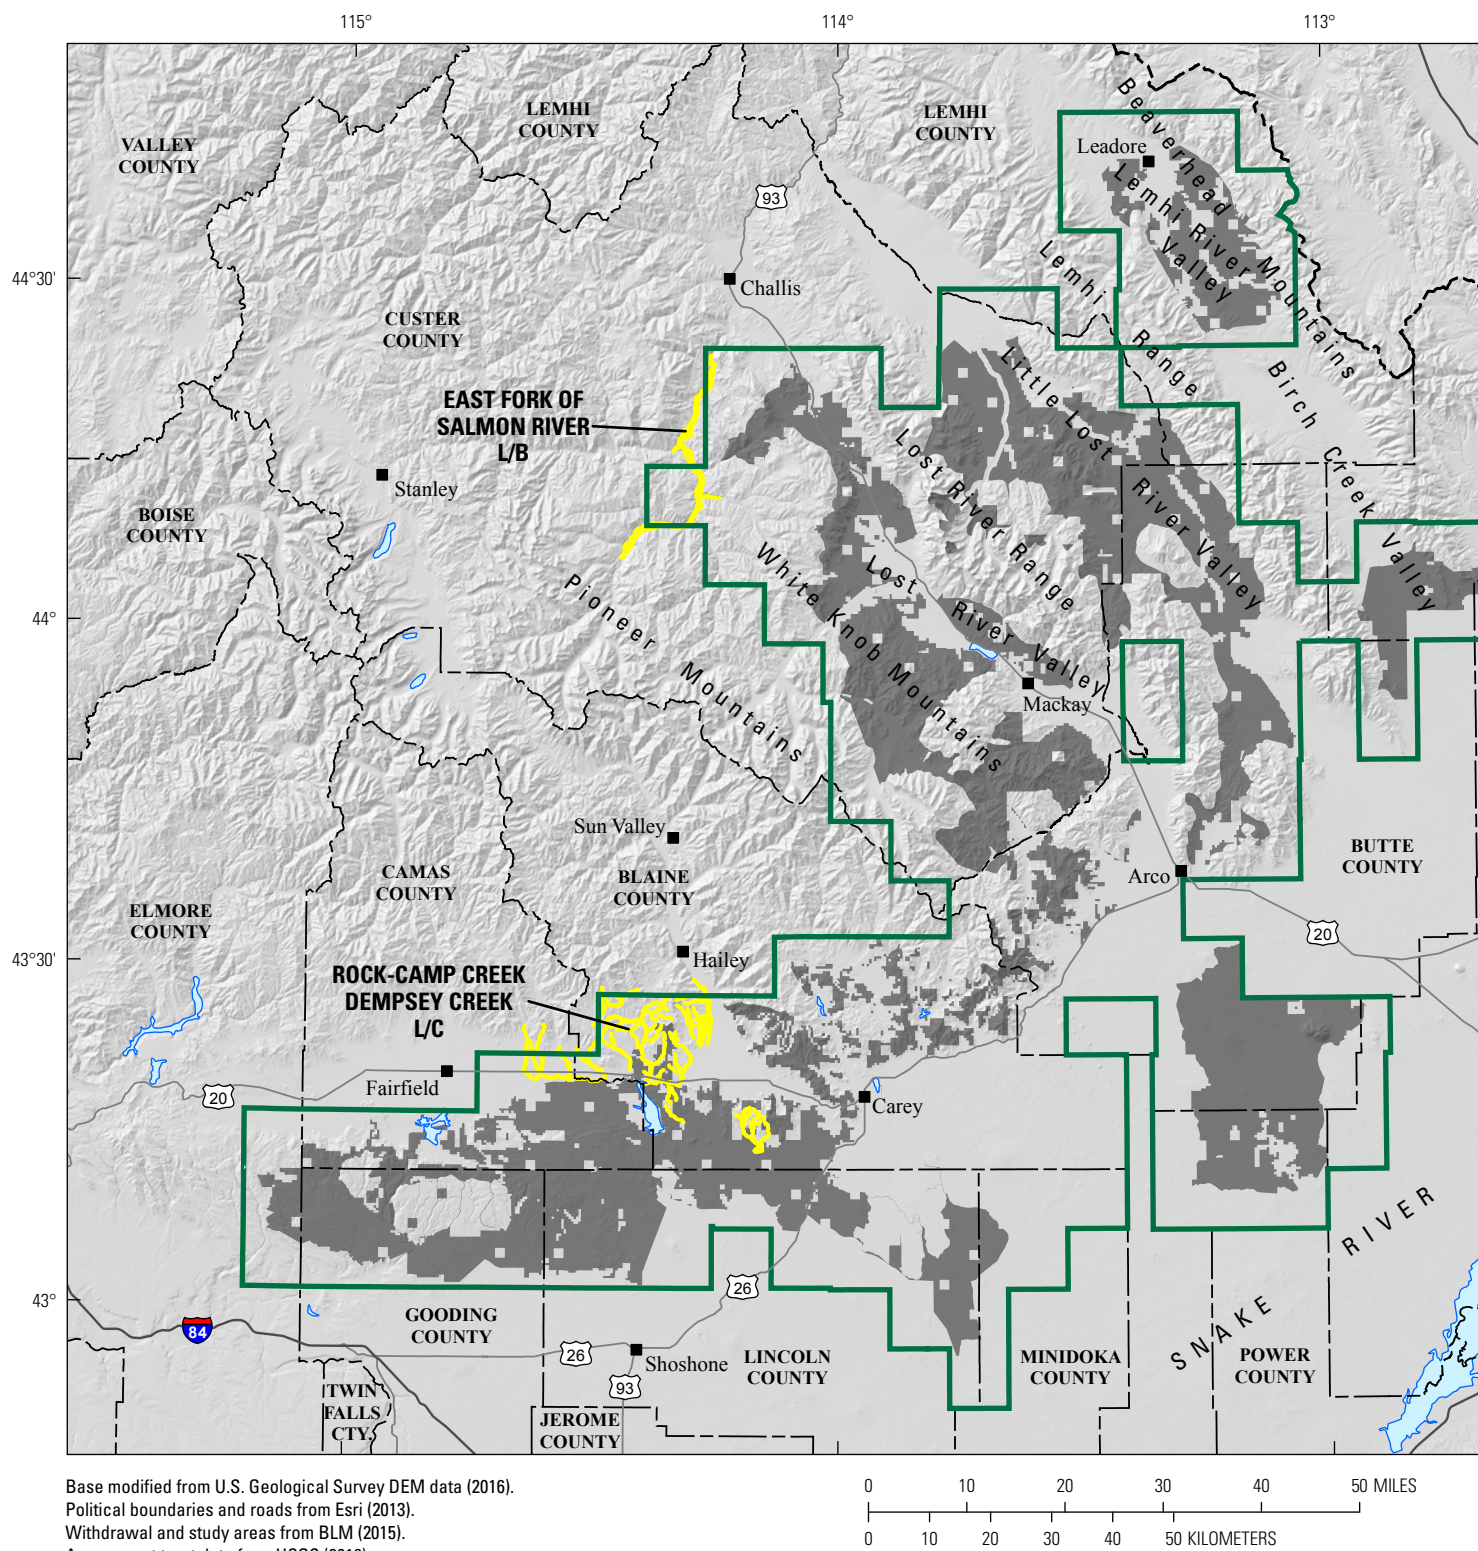 115°
114°
113°
44°30'
44°
43°30'
43°
VALLEY
COUNTY
LEMHI
COUNTY
LEMHI
COUNTY
Beaverhead Mountains
Leadore
Lemhi River
Valley
93
Lemhi Range
Challis
CUSTER
COUNTY
Little Lost River Valley
Birch Creek Valley
EAST FORK OF
SALMON RIVER
L/B
Lost River Range
Stanley
BOISE
COUNTY
White Knob Mountains
Lost River Valley
Pioneer Mountains
Mackay
Sun Valley
BUTTE
COUNTY
CAMAS
COUNTY
BLAINE
COUNTY
Arco
ELMORE
COUNTY
20
Hailey
ROCK-CAMP CREEK
DEMPSEY CREEK
L/C
Fairfield
20
Carey
SNAKE RIVER
26
GOODING
COUNTY
84
26
Shoshone
LINCOLN
COUNTY
MINIDOKA
COUNTY
POWER
COUNTY
93
TWIN
FALLS
CTY.
JEROME
COUNTY
Base modified from U.S. Geological Survey DEM data (2016).
Political boundaries and roads from Esri (2013).
Withdrawal and study areas from BLM (2015).
0 10 20 30 40 50 MILES
0 10 20 30 40 50 KILOMETERS